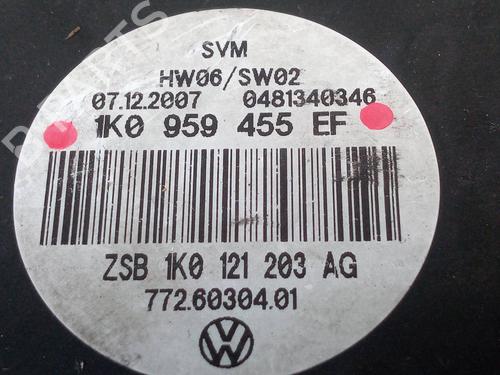 SVM
HW06/SW02
07.12.2007 0481340346
1K0 959 455 EF
ZSB 1K0 121 203 AG
772.60304.01